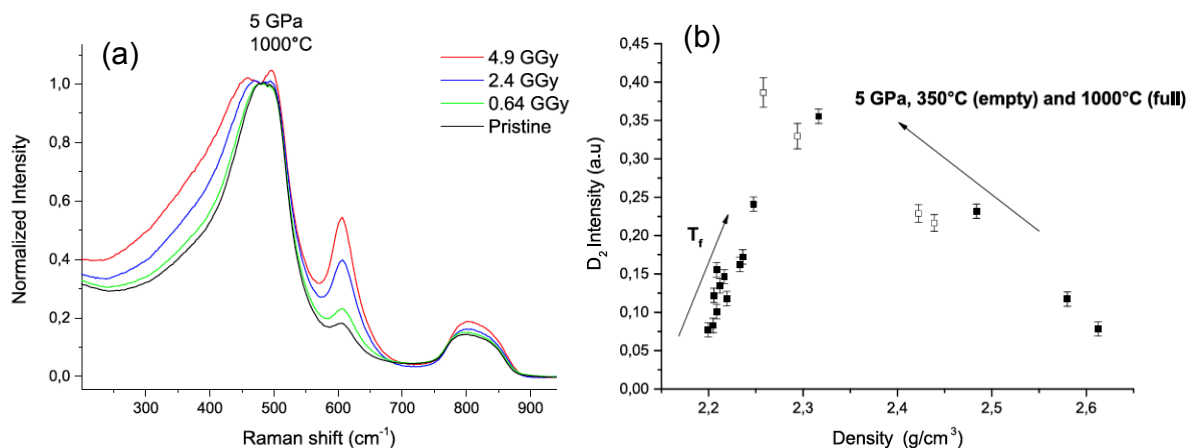 (a)
5 GPa
1000°C
4.9 GGy
2.4 GGy
0.64 GGy
Pristine
Normalized Intensity
1,0
0,8
0,6
0,4
0,2
0,0
300 400 500 600 700 800 900
Raman shift (cm⁻¹)
(b)
5 GPa, 350°C (empty) and 1000°C (full)
T_f
D₂ Intensity (a.u)
0,45
0,40
0,35
0,30
0,25
0,20
0,15
0,10
0,05
0,00
2,2 2,3 2,4 2,5 2,6
Density (g/cm³)